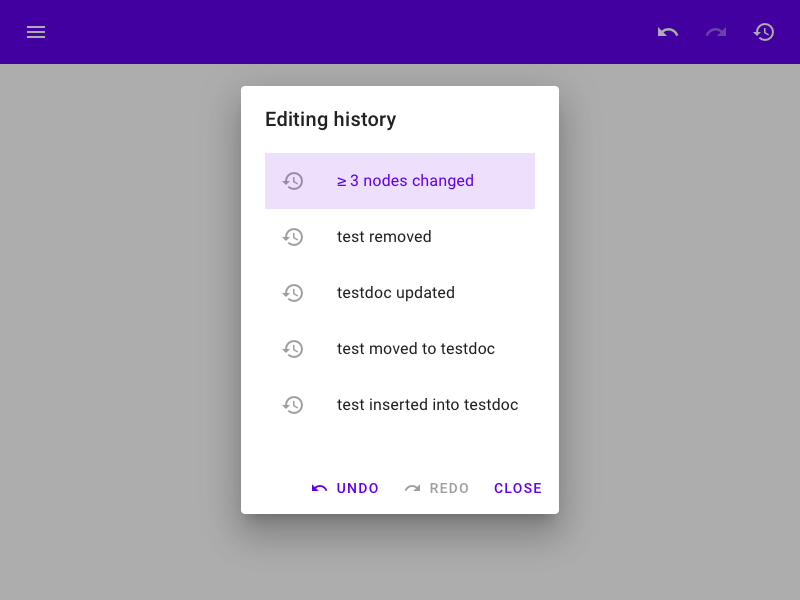 Editing history
≥ 3 nodes changed
test removed
testdoc updated
test moved to testdoc
test inserted into testdoc
UNDO REDO CLOSE